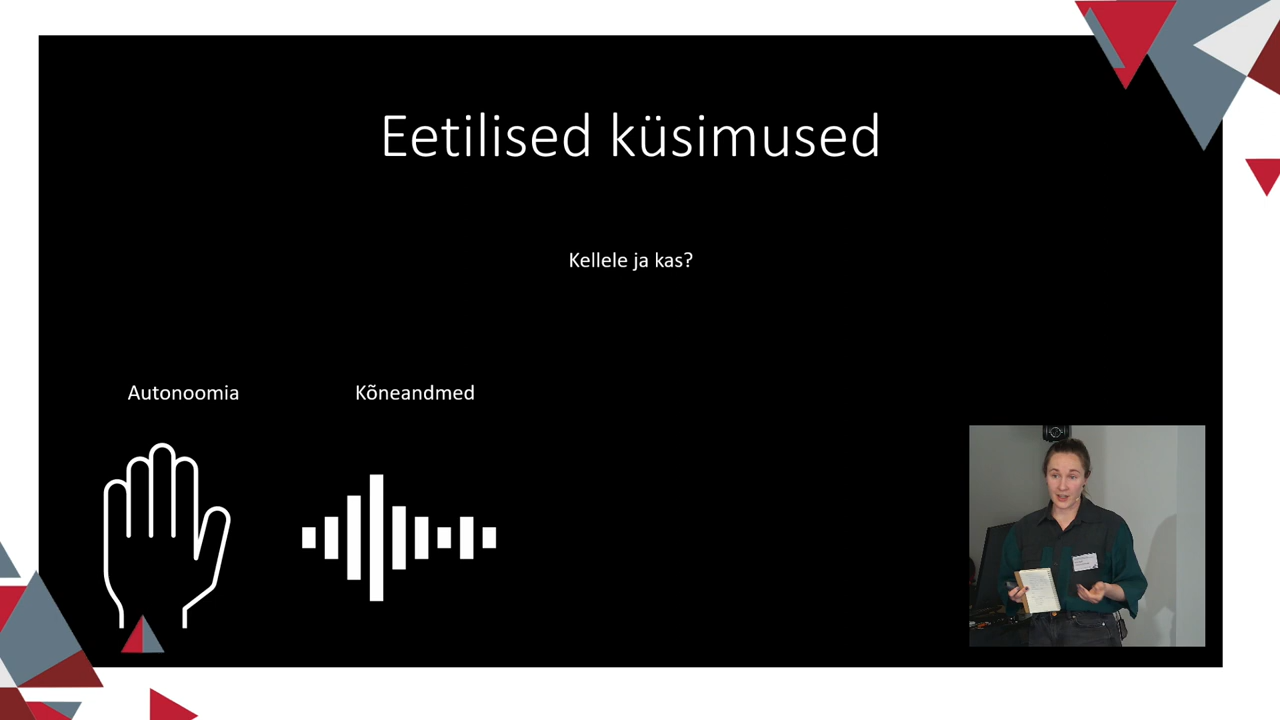 Eetilised küsimused
Kellele ja kas?
Autonoomia
Kõneandmed